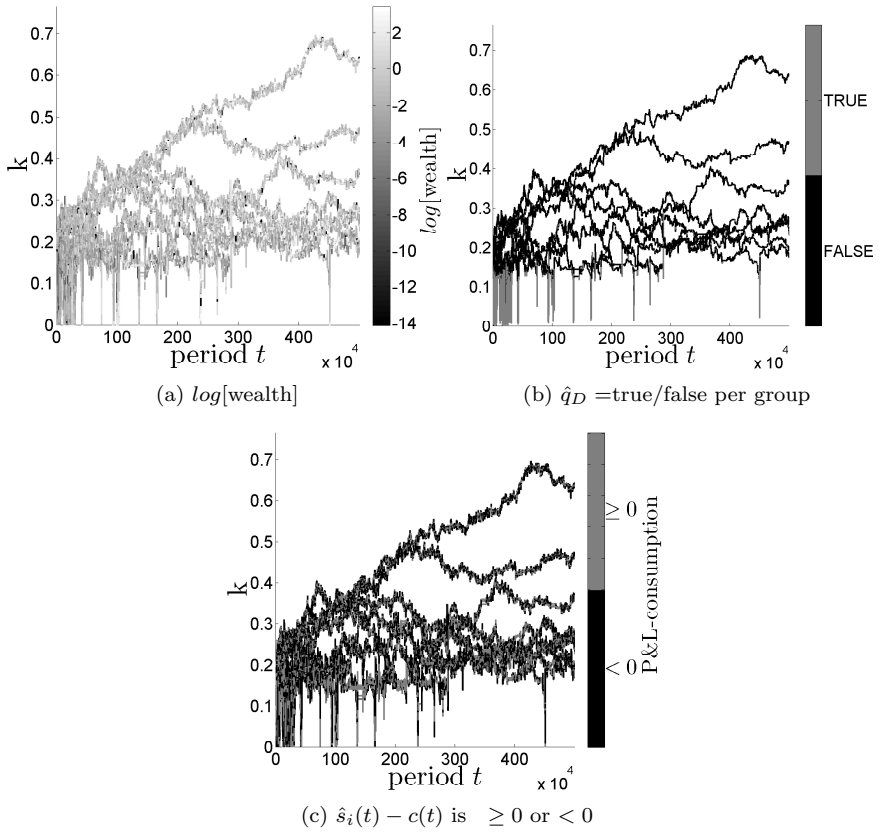 0.7
0.6
0.5
0.4
0.3
0.2
0.1
0
k
0 100 200 300 400
period t
x 10^4
2
0
-2
-4
-6
-8
-10
-12
-14
log[wealth]
(a) log[wealth]
0.7
0.6
0.5
0.4
0.3
0.2
0.1
0
k
0 100 200 300 400
period t
x 10^4
TRUE
FALSE
(b) q̂_D =true/false per group
0.7
0.6
0.5
0.4
0.3
0.2
0.1
0
k
0 100 200 300 400
period t
x 10^4
≥ 0
< 0
P&L-consumption
(c) ŝ_i(t) − c(t) is ≥ 0 or < 0